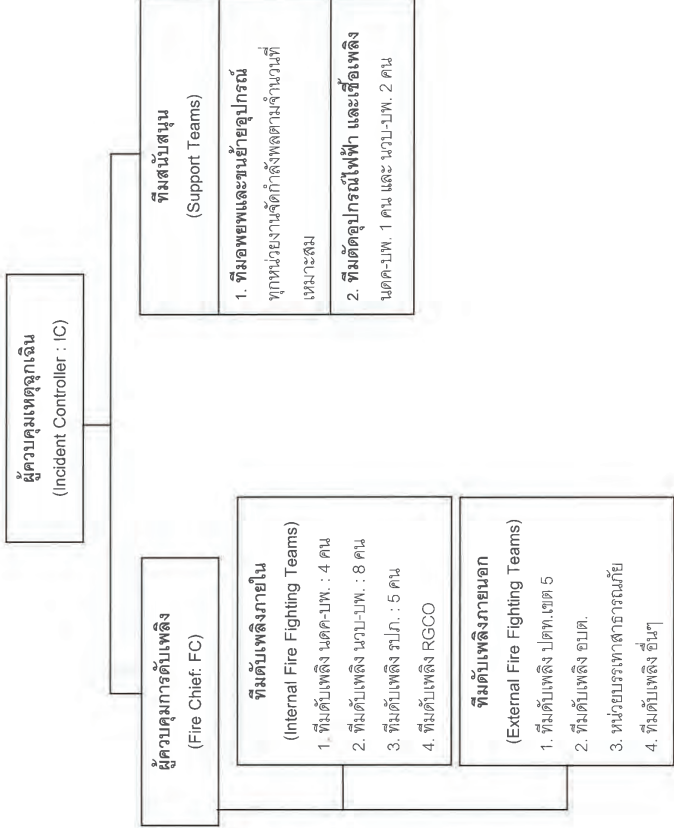 ผู้ควบคุมเหตุฉุกเฉิน
(Incident Controller : IC)
ผู้ควบคุมการดับเพลิง
(Fire Chief: FC)
ทีมดับเพลิงภายใน
(Internal Fire Fighting Teams)
1. ทีมดับเพลิง นดค-บพ. : 4 คน
2. ทีมดับเพลิง นวบ-บพ. : 8 คน
3. ทีมดับเพลิง รปภ. : 5 คน
4. ทีมดับเพลิง RGCO
ทีมดับเพลิงภายนอก
(External Fire Fighting Teams)
1. ทีมดับเพลิง ปตท.เขต 5
2. ทีมดับเพลิง อบต.
3. หน่วยบรรเทาสาธารณภัย
4. ทีมดับเพลิง อื่นๆ
ทีมสนับสนุน
(Support Teams)
1. ทีมอพยพและขนย้ายอุปกรณ์
ทุกหน่วยงานจัดกำลังพลตามจำนวนที่
เหมาะสม
2. ทีมตัดอุปกรณ์ไฟฟ้า และเชื้อเพลิง
นดค-บพ. 1 คน และ นวบ-บพ. 2 คน